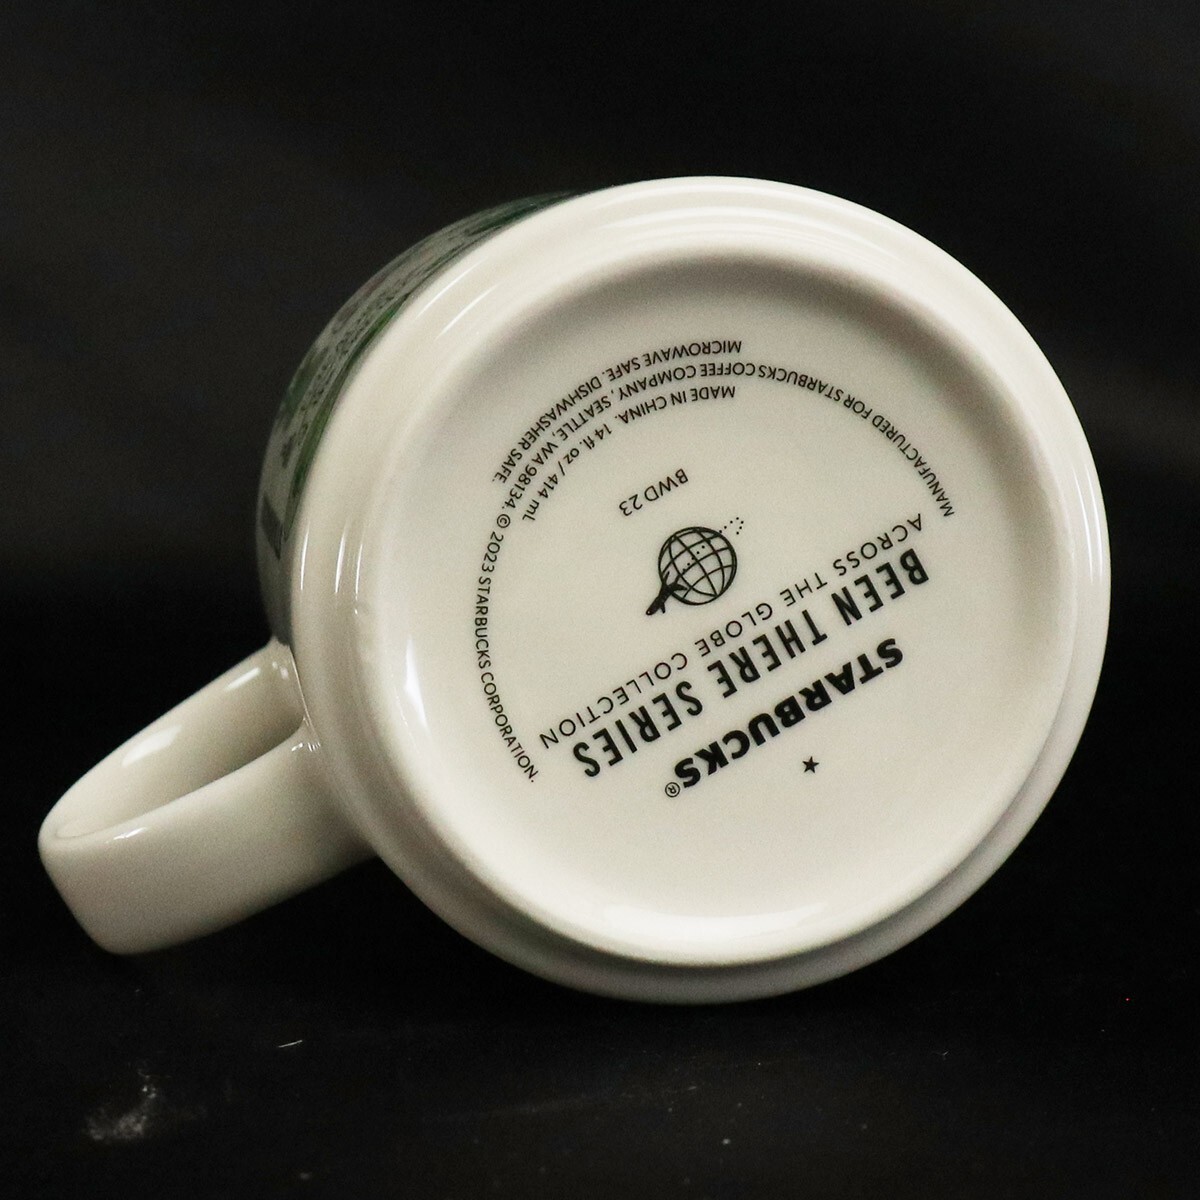 STARBUCKS®
BEEN THERE SERIES
ACROSS THE GLOBE COLLECTION
BWD 23
MANUFACTURED FOR STARBUCKS COFFEE COMPANY, SEATTLE, WA 98134. © 2023 STARBUCKS CORPORATION.
MADE IN CHINA. 14 fl. oz / 414 mL
MICROWAVE SAFE. DISHWASHER SAFE.